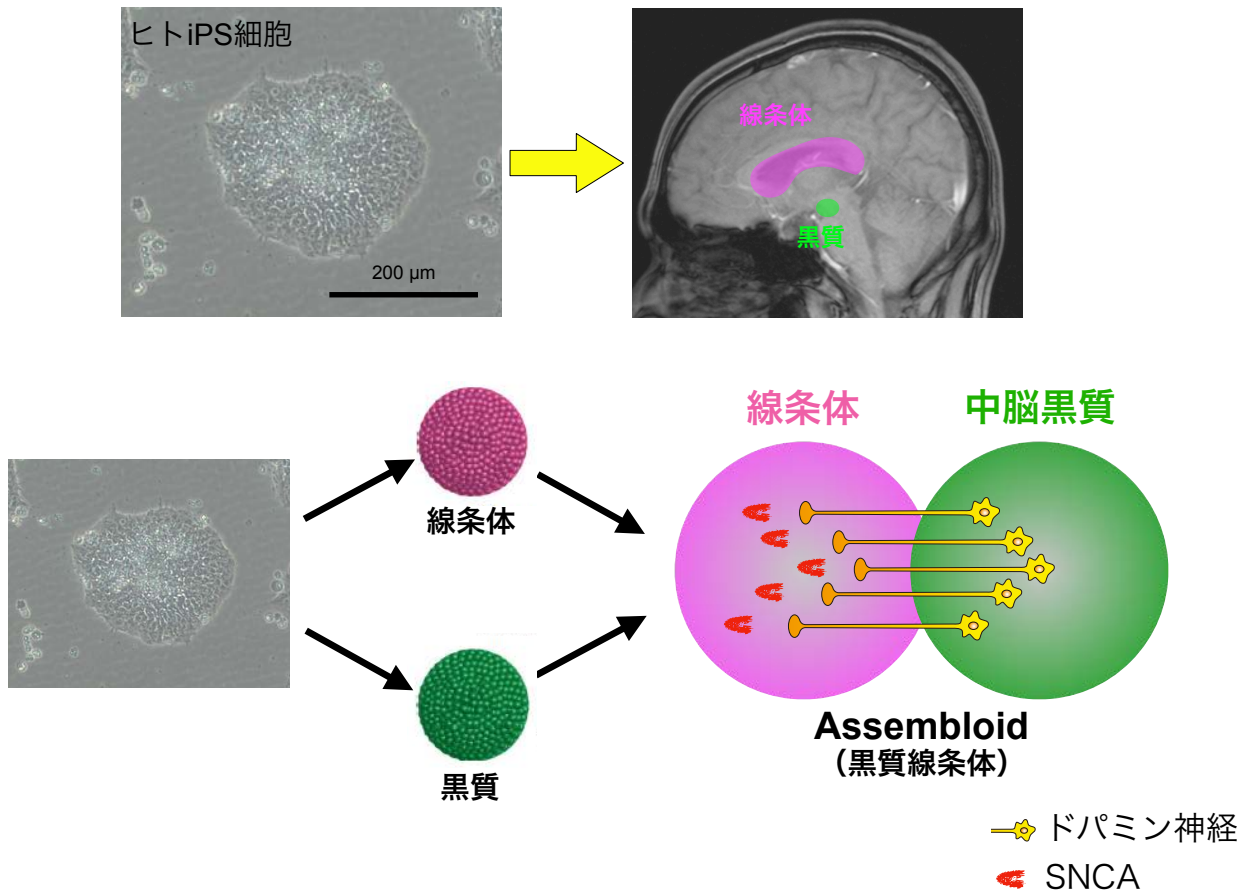 ヒトiPS細胞
200 μm
線条体
黒質
線条体
黒質
線条体
中脳黒質
Assembloid
（黒質線条体）
ドパミン神経
SNCA